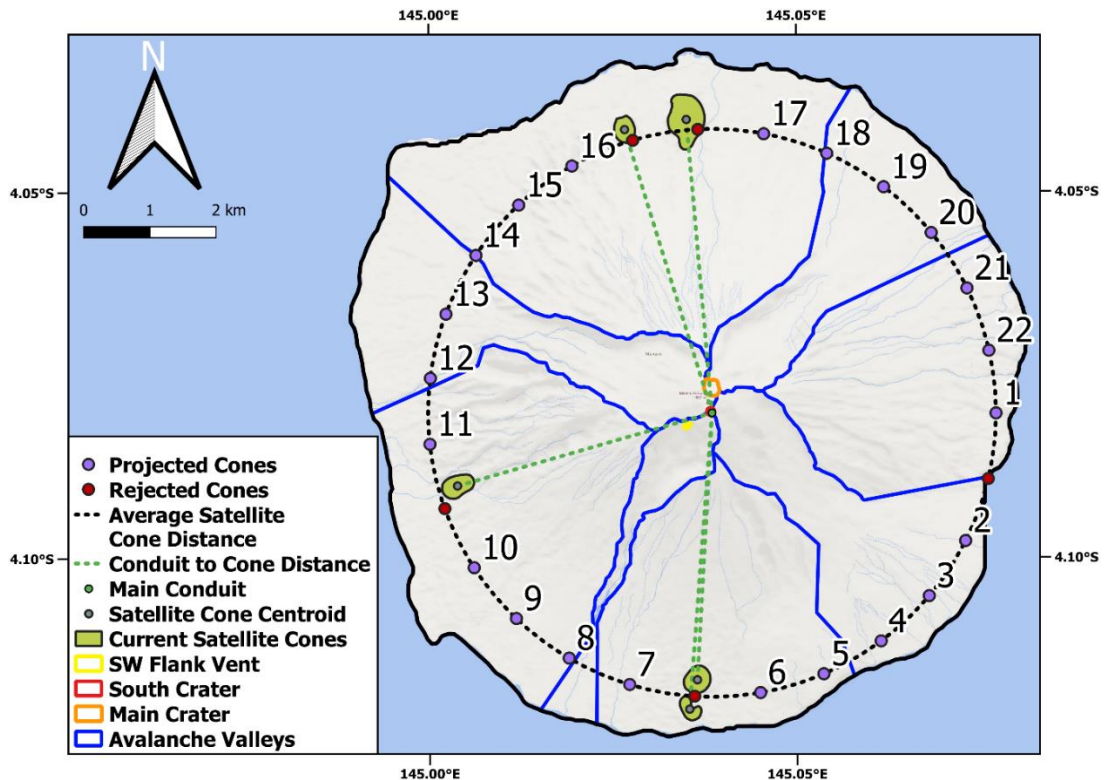 145.00°E 145.05°E
N
0 1 2 km
4.05°S 4.05°S
4.10°S 4.10°S
17
18
16
19
15
20
14
21
13
22
12
1
11
2
10
3
9
4
8
5
7
6
Projected Cones
Rejected Cones
Average Satellite
Cone Distance
Conduit to Cone Distance
Main Conduit
Satellite Cone Centroid
Current Satellite Cones
SW Flank Vent
South Crater
Main Crater
Avalanche Valleys
145.00°E 145.05°E